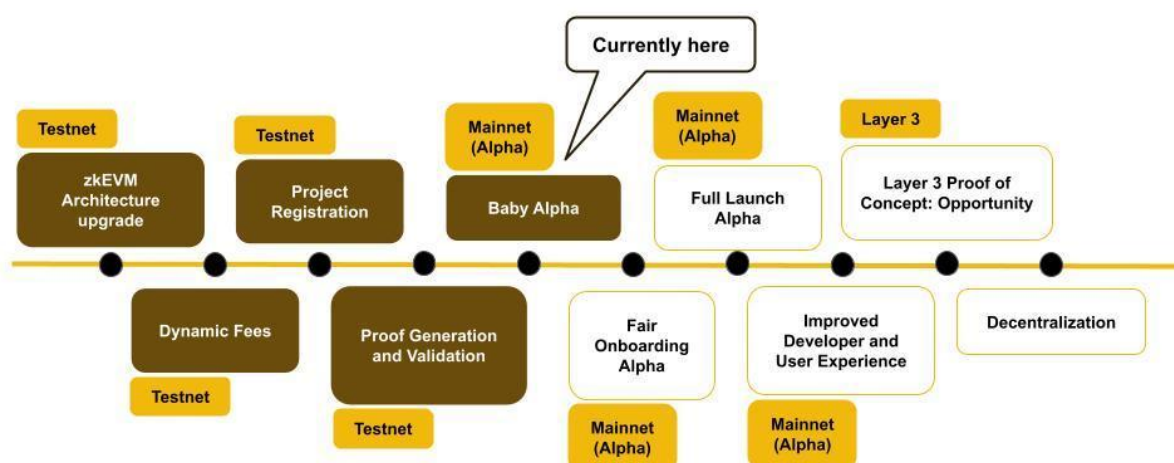 Currently here
Testnet
zkEVM
Architecture
upgrade
Dynamic Fees
Testnet
Testnet
Project
Registration
Proof Generation
and Validation
Testnet
Mainnet
(Alpha)
Baby Alpha
Fair
Onboarding
Alpha
Mainnet
(Alpha)
Mainnet
(Alpha)
Full Launch
Alpha
Improved
Developer and
User Experience
Mainnet
(Alpha)
Layer 3
Layer 3 Proof of
Concept: Opportunity
Decentralization